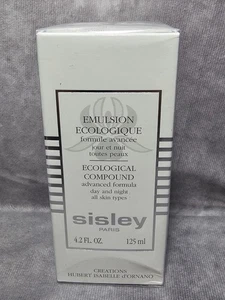 EMULSION
ECOLOGIQUE
formule avancée
jour et nuit
toutes peaux
ECOLOGICAL
COMPOUND
advanced formula
day and night
all skin types
sisley
PARIS
4.2 FL. OZ. 125 ml
CREATIONS
HUBERT ISABELLE d'ORNANO